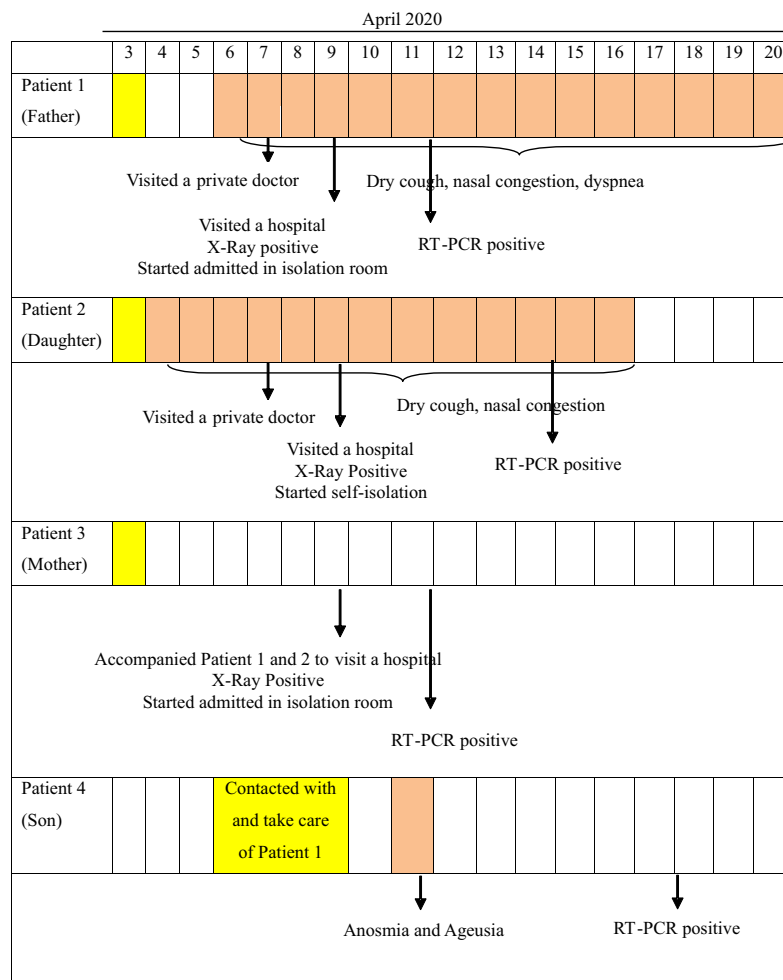 April 2020
3 4 5 6 7 8 9 10 11 12 13 14 15 16 17 18 19 20
Patient 1
(Father)
Visited a private doctor
Dry cough, nasal congestion, dyspnea
Visited a hospital
X-Ray positive
Started admitted in isolation room
RT-PCR positive
Patient 2
(Daughter)
Visited a private doctor
Dry cough, nasal congestion
Visited a hospital
X-Ray Positive
Started self-isolation
RT-PCR positive
Patient 3
(Mother)
Accompanied Patient 1 and 2 to visit a hospital
X-Ray Positive
Started admitted in isolation room
RT-PCR positive
Patient 4
(Son)
Contacted with
and take care
of Patient 1
Anosmia and Ageusia
RT-PCR positive